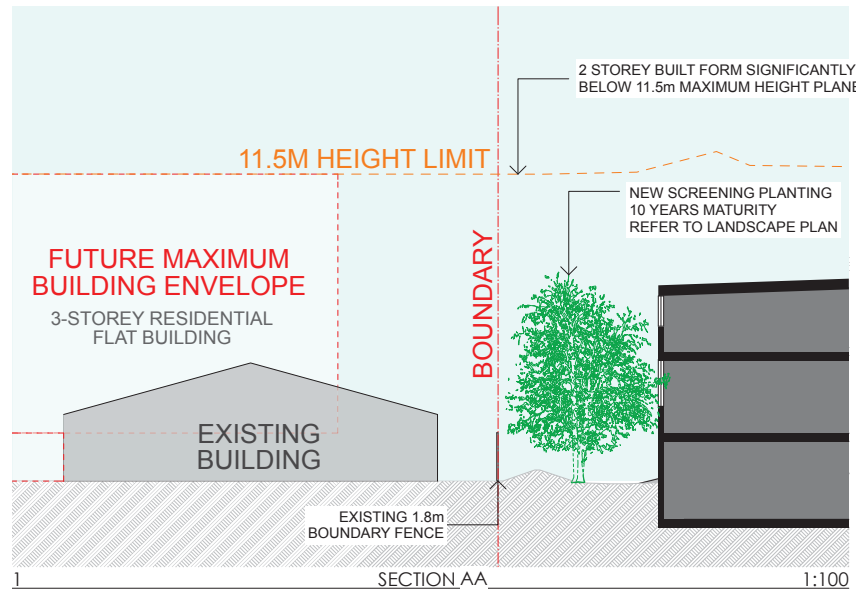 2 STOREY BUILT FORM SIGNIFICANTLY
BELOW 11.5m MAXIMUM HEIGHT PLANE
11.5M HEIGHT LIMIT
NEW SCREENING PLANTING
10 YEARS MATURITY
REFER TO LANDSCAPE PLAN
FUTURE MAXIMUM
BUILDING ENVELOPE
3-STOREY RESIDENTIAL
FLAT BUILDING
BOUNDARY
EXISTING
BUILDING
EXISTING 1.8m
BOUNDARY FENCE
1 SECTION AA 1:100